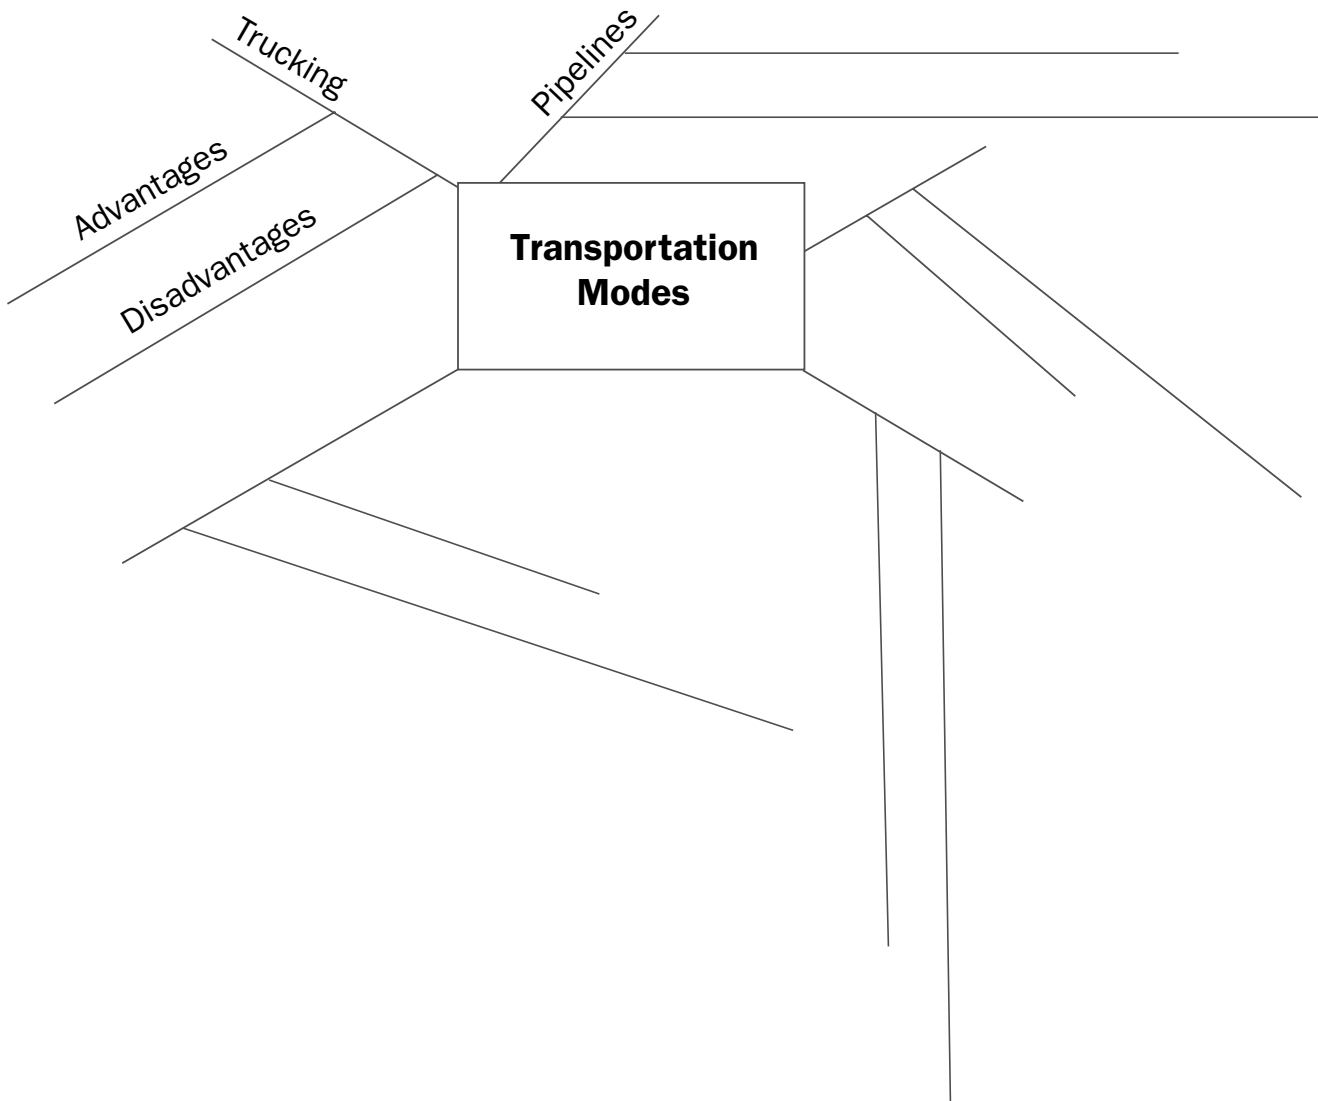 Trucking
Pipelines
Advantages
Disadvantages
Transportation
Modes